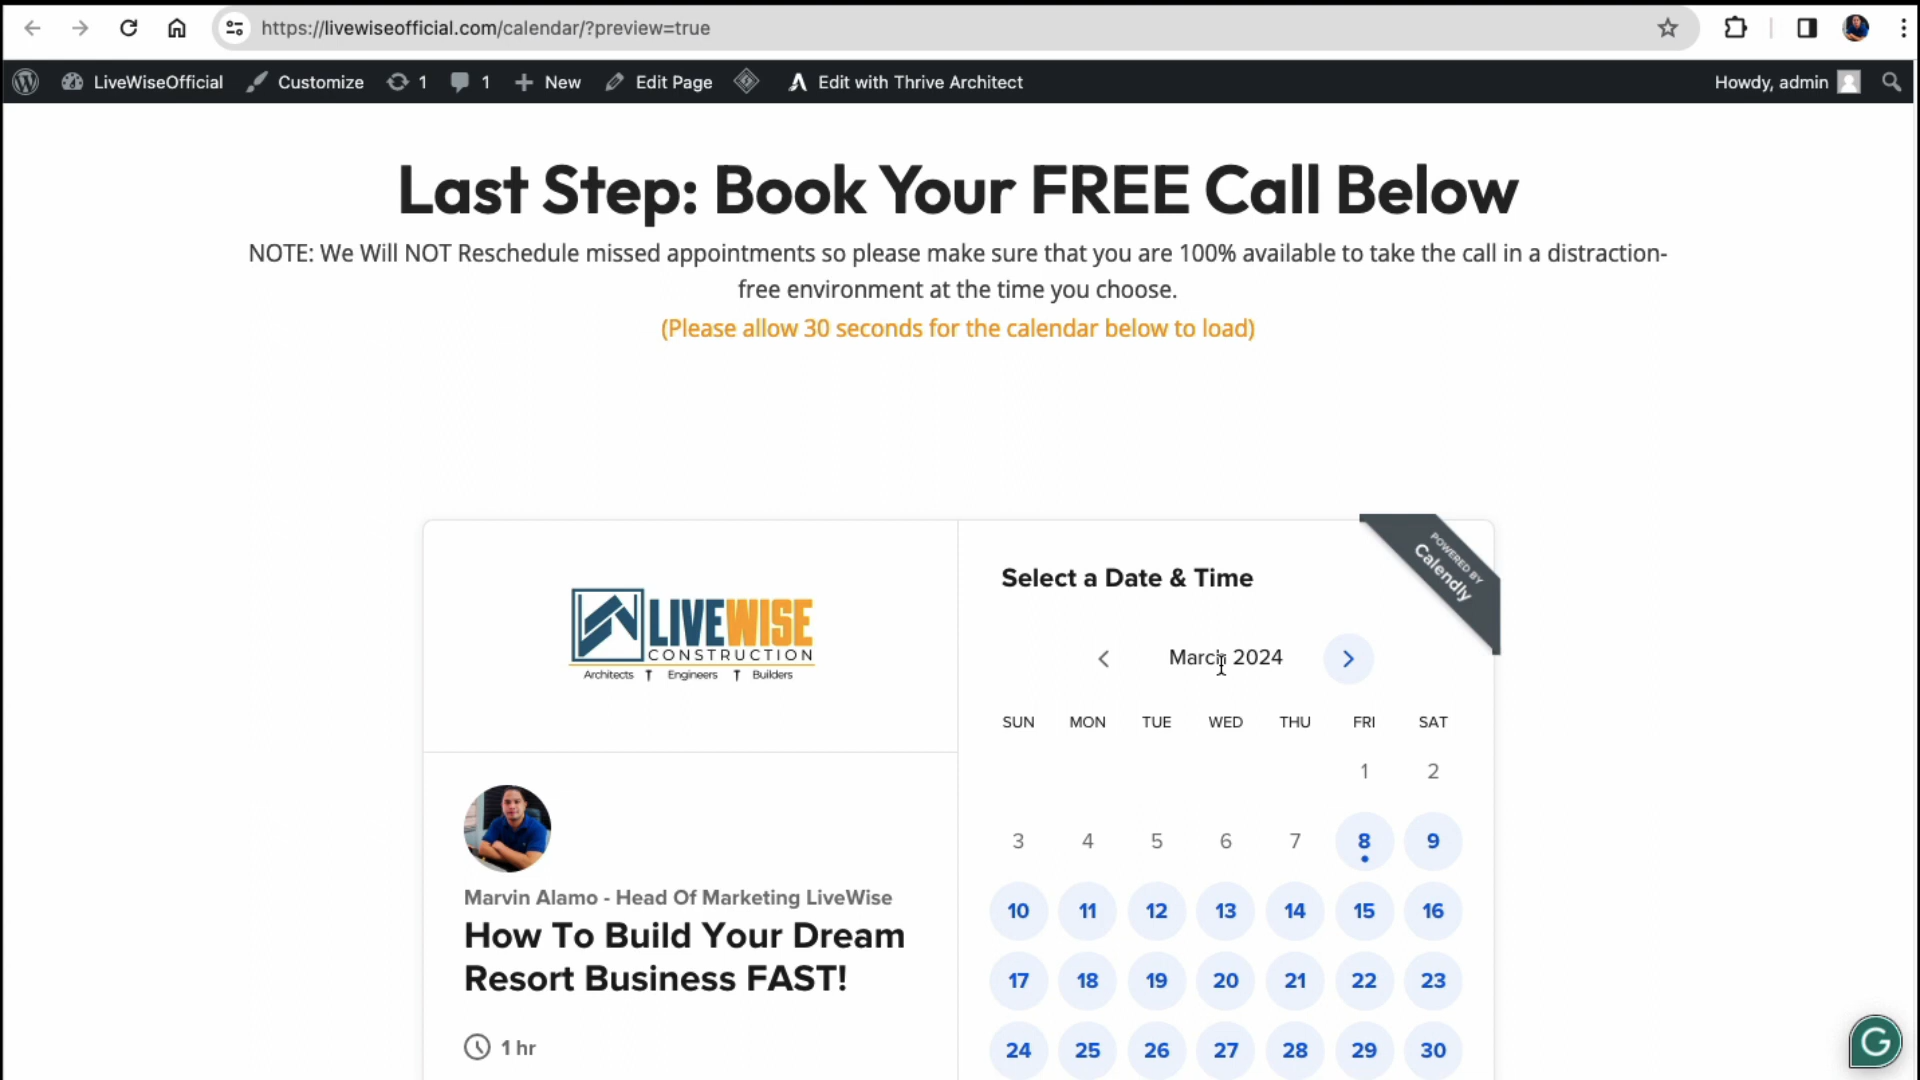 https://livewiseofficial.com/calendar/?preview=true
LiveWiseOfficial Customize 1 1 New Edit Page Edit with Thrive Architect Howdy, admin
Last Step: Book Your FREE Call Below
NOTE: We Will NOT Reschedule missed appointments so please make sure that you are 100% available to take the call in a distraction-
free environment at the time you choose.
(Please allow 30 seconds for the calendar below to load)
LIVEWISE
CONSTRUCTION
Architects Engineers Builders
Marvin Alamo - Head Of Marketing LiveWise
How To Build Your Dream
Resort Business FAST!
1 hr
Select a Date & Time
POWERED BY
Calendly
March 2024
SUN MON TUE WED THU FRI SAT
1 2
3 4 5 6 7 8 9
10 11 12 13 14 15 16
17 18 19 20 21 22 23
24 25 26 27 28 29 30